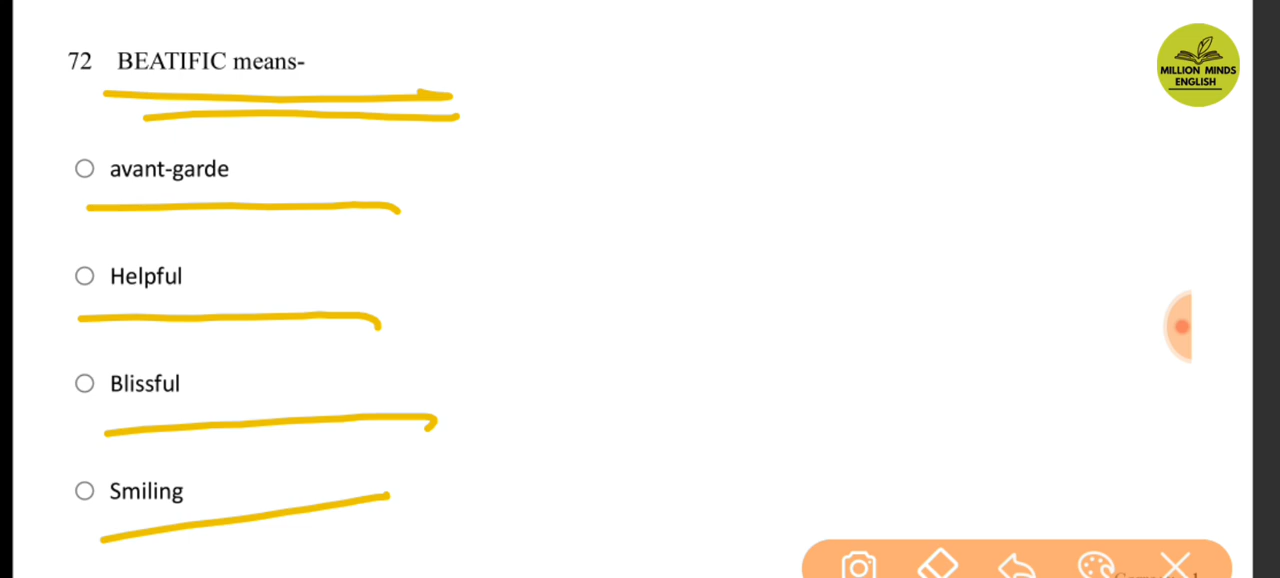 72 BEATIFIC means-
MILLION MINDS
ENGLISH
avant-garde
Helpful
Blissful
Smiling